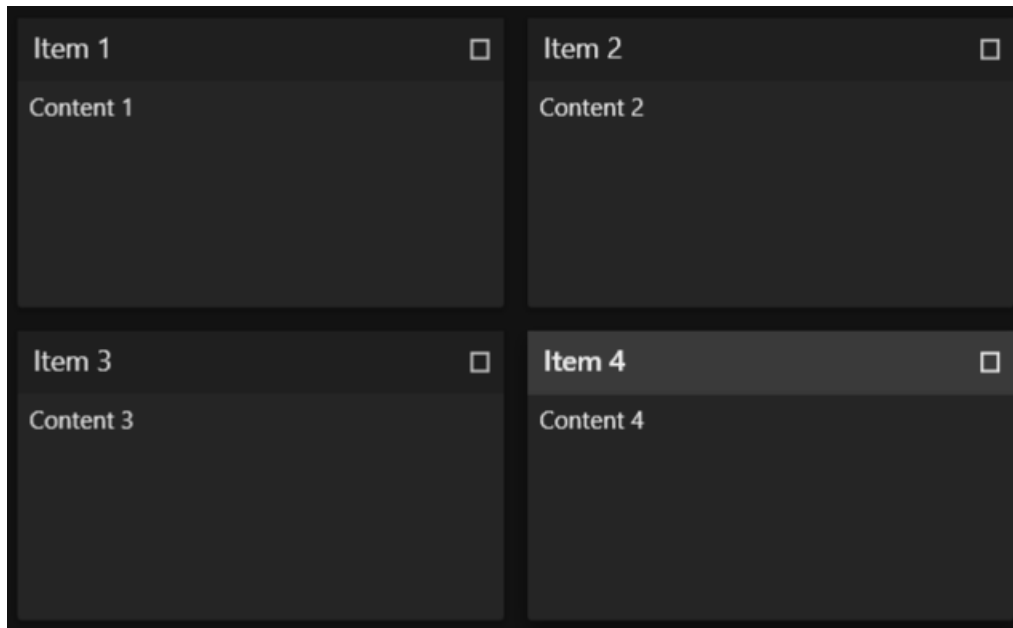 Item 1
Content 1
Item 2
Content 2
Item 3
Content 3
Item 4
Content 4